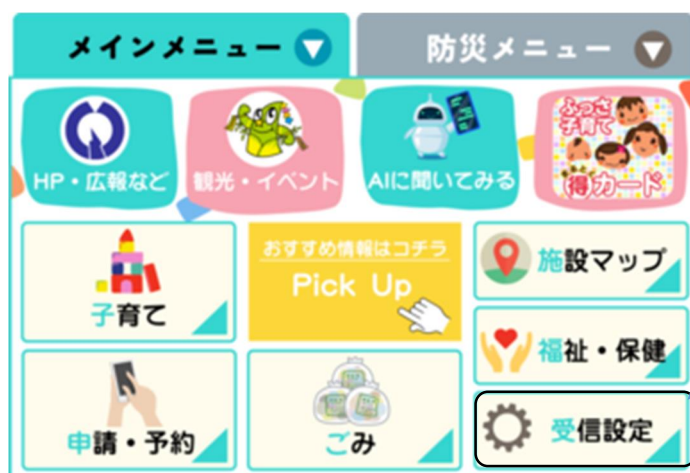 メインメニュー
防災メニュー
HP・広報など
観光・イベント
AIに聞いてみる
ふっさ
子育て
まるとく
得カード
子育て
おすすめ情報はコチラ
Pick Up
施設マップ
福祉・保健
申請・予約
ごみ
受信設定